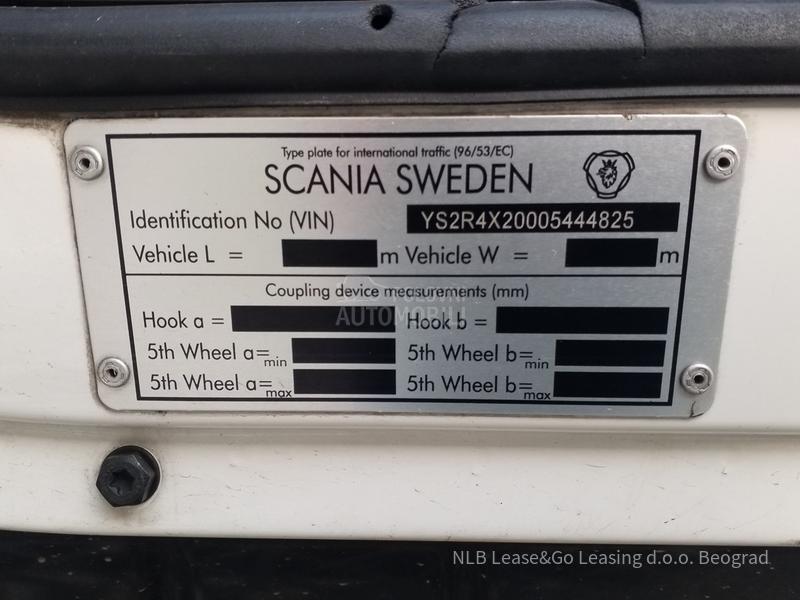 Type plate for international traffic (96/53/EC)
SCANIA SWEDEN
Identification No (VIN) YS2R4X20005444825
Vehicle L = m Vehicle W = m
Coupling device measurements (mm)
POLOVNI
AUTOMOBILI
Hook a = Hook b =
5th Wheel a=min 5th Wheel b=min
5th Wheel a=max 5th Wheel b=max
NLB Lease&Go Leasing d.o.o. Beograd